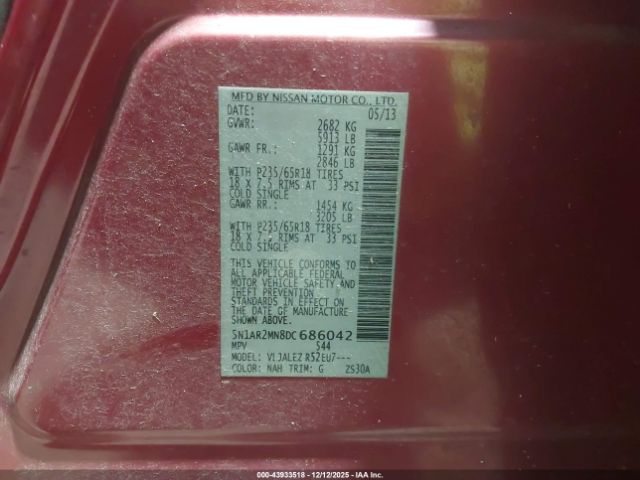 MFD BY NISSAN MOTOR CO., LTD.
DATE: 05/13
GVWR: 2682 KG
5913 LB
GAWR FR.: 1291 KG
2846 LB
WITH P235/65R18 TIRES
18 X 7.5 RIMS AT 33 PSI
COLD SINGLE
GAWR RR.: 1454 KG
3205 LB
WITH P235/65R18 TIRES
18 X 7.5 RIMS AT 33 PSI
COLD SINGLE
THIS VEHICLE CONFORMS TO
ALL APPLICABLE FEDERAL
MOTOR VEHICLE SAFETY AND
THEFT PREVENTION
STANDARDS IN EFFECT ON
THE DATE OF MANUFACTURE
SHOWN ABOVE.
5N1AR2MN8DC686042
MPV 544
MODEL: VIJALEZ R52EU7---
COLOR: NAH TRIM: G ZS30A
000-43933518 - 12/12/2025 - IAA Inc.